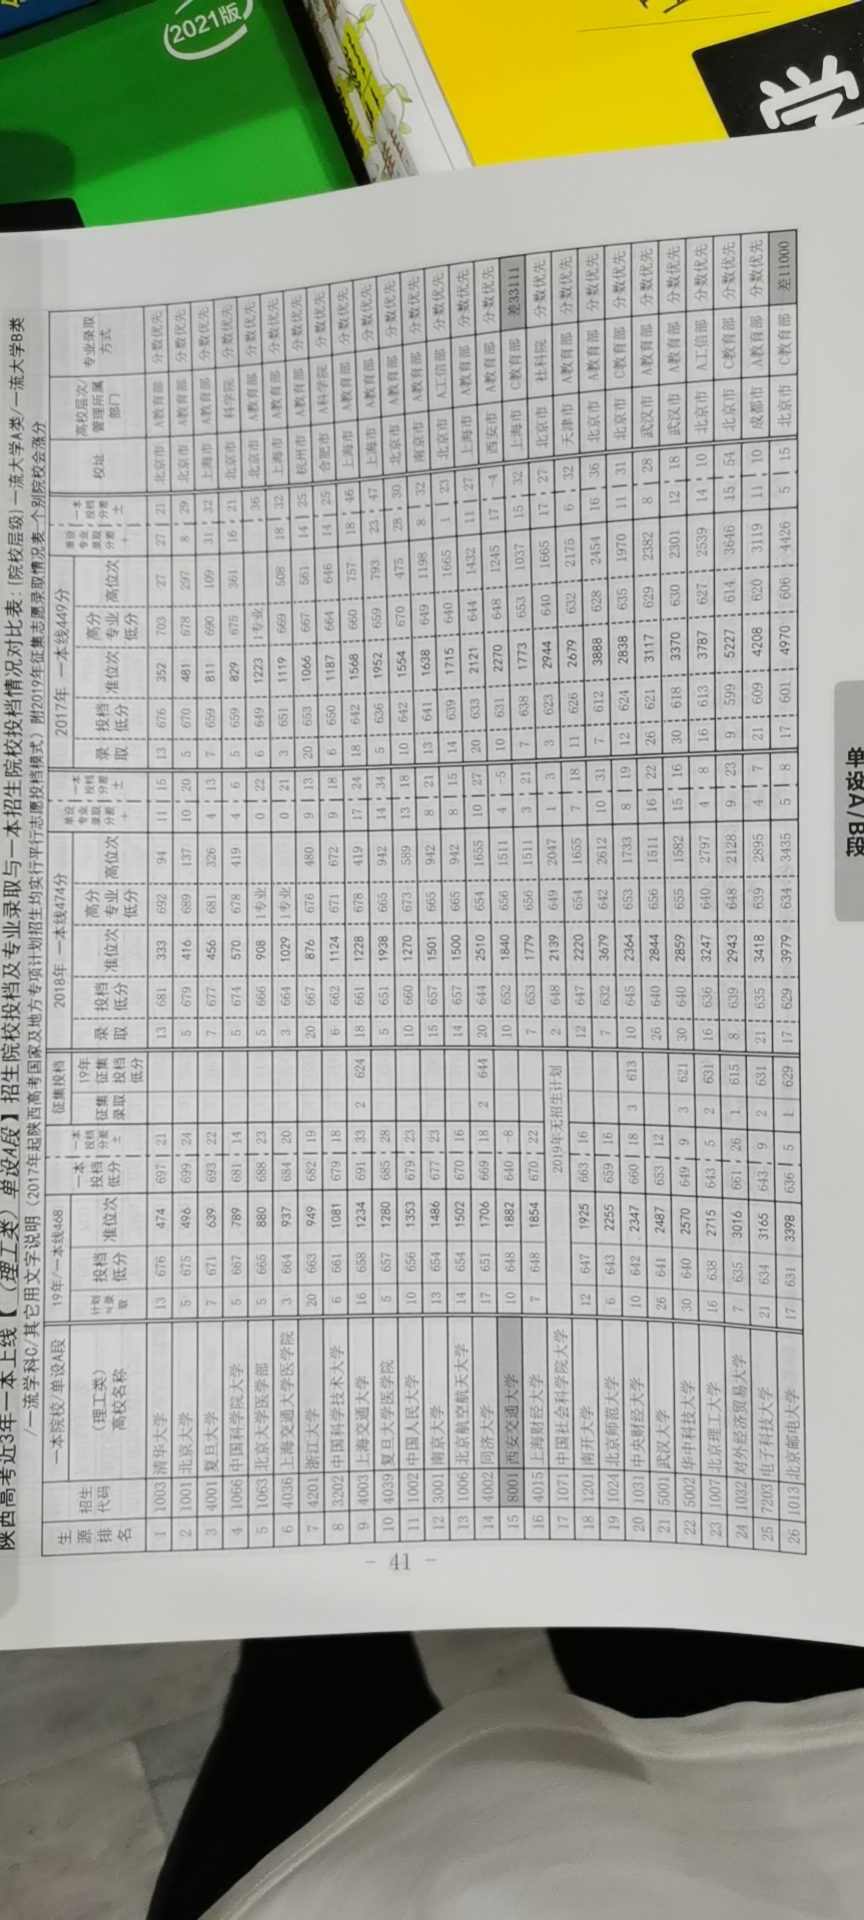 (2021版)
陕西高考近3年一本上线【(理工类)单设A段】招生院校投档及专业录取与一本招生院校投档情况对比表:(院校层级)一流大学A类/一流大学B类
/一流学科C/其它用文字说明(2017年起陕西高考国家及地方专项计划招生均实行平行志愿投档模式)附2019年征集志愿录取情况表-个别院校会涨分
生源排名 招生代码 一本院校/单设A段(理工类)高校名称 19年/一本线468 征集投档 2018年 一本线474分 2017年 一本线449分 校址 高校层次/管理所属部门 专业录取方式
计划与录取 投档低分 准位次 一本投档低分 一本投档分差± 征集录取 19年征集投档低分 录取 投档低分 准位次 高分专业低分 高位次 单设专业录取分差+ 一本投档分差± 录取 投档低分 准位次 高分专业低分 高位次 单设专业录取分差+ 一本投档分差±
1 1003 清华大学 13 676 474 697 21 13 681 333 692 94 11 15 13 676 352 703 27 27 21 北京市 A教育部 分数优先
2 1001 北京大学 5 675 496 699 24 5 679 416 689 137 10 20 5 670 481 678 297 8 29 北京市 A教育部 分数优先
3 4001 复旦大学 7 671 639 693 22 7 677 456 681 326 4 13 7 659 811 690 109 31 32 上海市 A教育部 分数优先
4 1066 中国科学院大学 5 667 789 681 14 5 674 570 678 419 4 6 5 659 829 675 361 16 21 北京市 科学院 分数优先
5 1063 北京大学医学部 5 665 880 688 23 5 666 908 1专业 0 22 6 649 1223 1专业 36 北京市 A教育部 分数优先
6 4036 上海交通大学医学院 3 664 937 684 20 3 664 1029 1专业 0 21 3 651 1119 669 508 18 32 上海市 A教育部 分数优先
7 4201 浙江大学 20 663 949 682 19 20 667 876 676 480 9 13 20 653 1066 667 561 14 25 杭州市 A教育部 分数优先
8 3202 中国科学技术大学 6 661 1081 679 18 6 662 1124 671 672 9 18 6 650 1187 664 646 14 25 合肥市 A科学院 分数优先
9 4003 上海交通大学 16 658 1234 691 33 2 624 18 661 1228 678 419 17 24 18 642 1568 660 757 18 46 上海市 A教育部 分数优先
10 4039 复旦大学医学院 5 657 1280 685 28 5 651 1938 665 942 14 34 5 636 1952 659 793 23 47 上海市 A教育部 分数优先
11 1002 中国人民大学 10 656 1353 679 23 10 660 1270 673 589 13 18 10 642 1554 670 475 28 30 北京市 A教育部 分数优先
12 3001 南京大学 13 654 1486 677 23 15 657 1501 665 942 8 21 13 641 1638 649 1198 8 32 南京市 A教育部 分数优先
13 1006 北京航空航天大学 14 654 1502 670 16 14 657 1500 665 942 8 15 14 639 1715 640 1665 1 23 北京市 A工信部 分数优先
14 4002 同济大学 17 651 1706 669 18 2 644 20 644 2510 654 1655 10 27 20 633 2121 644 1432 11 27 上海市 A教育部 分数优先
15 8001 西安交通大学 10 648 1882 640 -8 10 652 1840 656 1511 4 -5 10 631 2270 648 1245 17 -4 西安市 A教育部 分数优先
16 4015 上海财经大学 7 648 1854 670 22 7 653 1779 656 1511 3 21 7 638 1773 653 1037 15 32 上海市 C教育部 差33111
17 1071 中国社会科学院大学 2019年无招生计划 2 648 2139 649 2047 1 3 3 623 2944 640 1665 17 27 北京市 社科院 分数优先
18 1201 南开大学 12 647 1925 663 16 12 647 2220 654 1655 7 18 11 626 2679 632 2175 6 32 天津市 A教育部 分数优先
19 1024 北京师范大学 6 643 2255 659 16 7 632 3679 642 2612 10 31 7 612 3888 628 2454 16 36 北京市 A教育部 分数优先
20 1031 中央财经大学 10 642 2347 660 18 3 613 10 645 2364 653 1733 8 19 12 624 2838 635 1970 11 31 北京市 C教育部 分数优先
21 5001 武汉大学 26 641 2487 653 12 26 640 2844 656 1511 16 22 26 621 3117 629 2382 8 28 武汉市 A教育部 分数优先
22 5002 华中科技大学 30 640 2570 649 9 3 621 30 640 2859 655 1582 15 16 30 618 3370 630 2301 12 18 武汉市 A教育部 分数优先
23 1007 北京理工大学 16 638 2715 643 5 2 631 16 636 3247 640 2797 4 8 16 613 3787 627 2539 14 10 北京市 A工信部 分数优先
24 1032 对外经济贸易大学 7 635 3016 661 26 1 615 8 639 2943 648 2128 9 23 9 599 5227 614 3646 15 54 北京市 C教育部 分数优先
25 7203 电子科技大学 21 634 3165 643 9 2 631 21 635 3418 639 2895 4 7 21 609 4208 620 3119 11 10 成都市 A教育部 分数优先
26 1013 北京邮电大学 17 631 3398 636 5 1 629 17 629 3979 634 3435 5 8 17 601 4970 606 4426 5 15 北京市 C教育部 差11000
- 41 -
单设A/B段